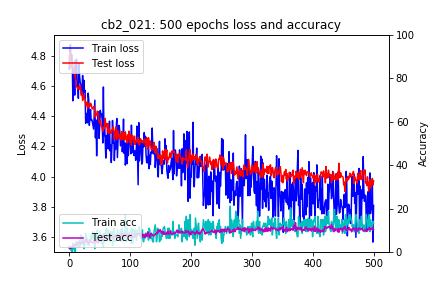 cb2_021: 500 epochs loss and accuracy
Train loss
Test loss
Train acc
Test acc
Loss
4.8
4.6
4.4
4.2
4.0
3.8
3.6
Accuracy
100
80
60
40
20
0
0 100 200 300 400 500